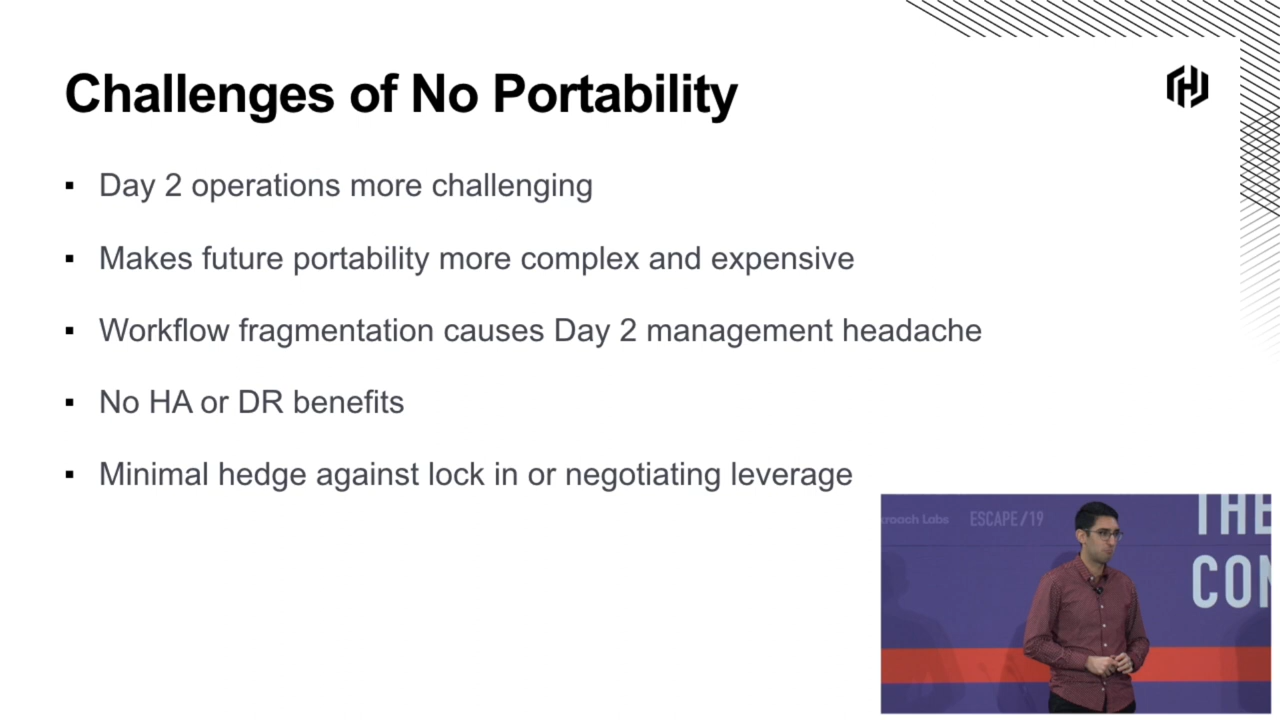 Challenges of No Portability
Day 2 operations more challenging
Makes future portability more complex and expensive
Workflow fragmentation causes Day 2 management headache
No HA or DR benefits
Minimal hedge against lock in or negotiating leverage
Labs ESCAPE/19
THE